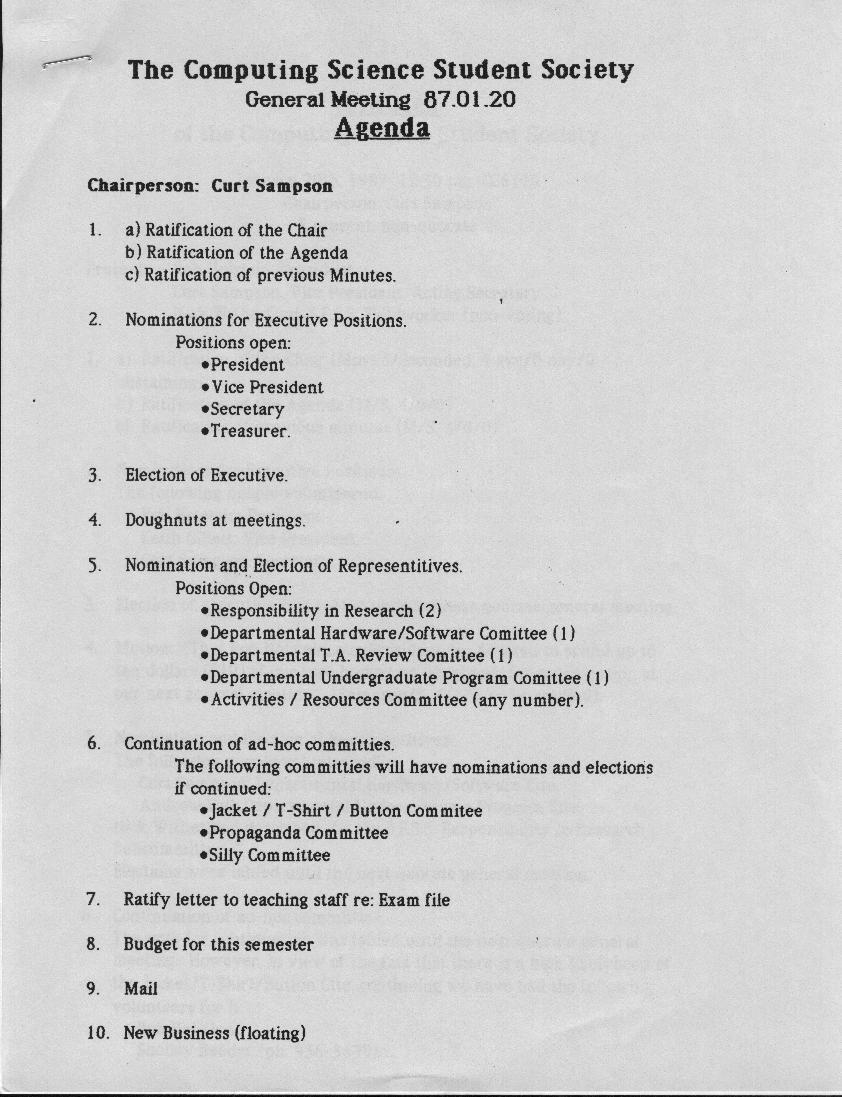 The Computing Science Student Society
General Meeting 87.01.20
Agenda
Chairperson: Curt Sampson
1. a) Ratification of the Chair
b) Ratification of the Agenda
c) Ratification of previous Minutes.
2. Nominations for Executive Positions.
Positions open:
•President
•Vice President
•Secretary
•Treasurer.
3. Election of Executive.
4. Doughnuts at meetings.
5. Nomination and Election of Representitives.
Positions Open:
•Responsibility in Research (2)
•Departmental Hardware/Software Comittee (1)
•Departmental T.A. Review Comittee (1)
•Departmental Undergraduate Program Comittee (1)
•Activities / Resources Committee (any number).
6. Continuation of ad-hoc committies.
The following committies will have nominations and elections
if continued:
•Jacket / T-Shirt / Button Commitee
•Propaganda Committee
•Silly Committee
7. Ratify letter to teaching staff re: Exam file
8. Budget for this semester
9. Mail
10. New Business (floating)